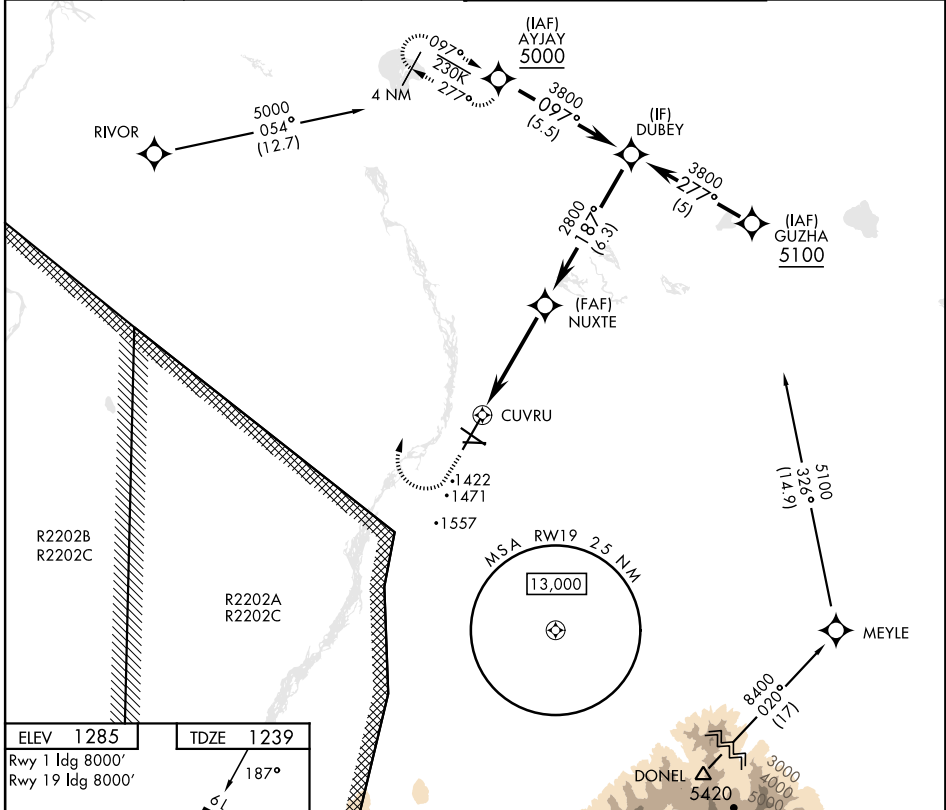 (IAF)
AYJAY
5000
097°
230K
277°
4 NM
3800
097°
(5.5)
(IF)
DUBEY
RIVOR
5000
054°
(12.7)
3800
277°
(5)
(IAF)
GUZHA
5100
2800
187°
(6.3)
(FAF)
NUXTE
CUVRU
1422
1471
1557
5100
326°
(14.9)
R2202B
R2202C
R2202A
R2202C
MSA RW19 25 NM
13,000
MEYLE
8400
020°
(17)
DONEL
5420
3000
4000
5000
ELEV 1285
TDZE 1239
Rwy 1 ldg 8000'
Rwy 19 ldg 8000'
187°